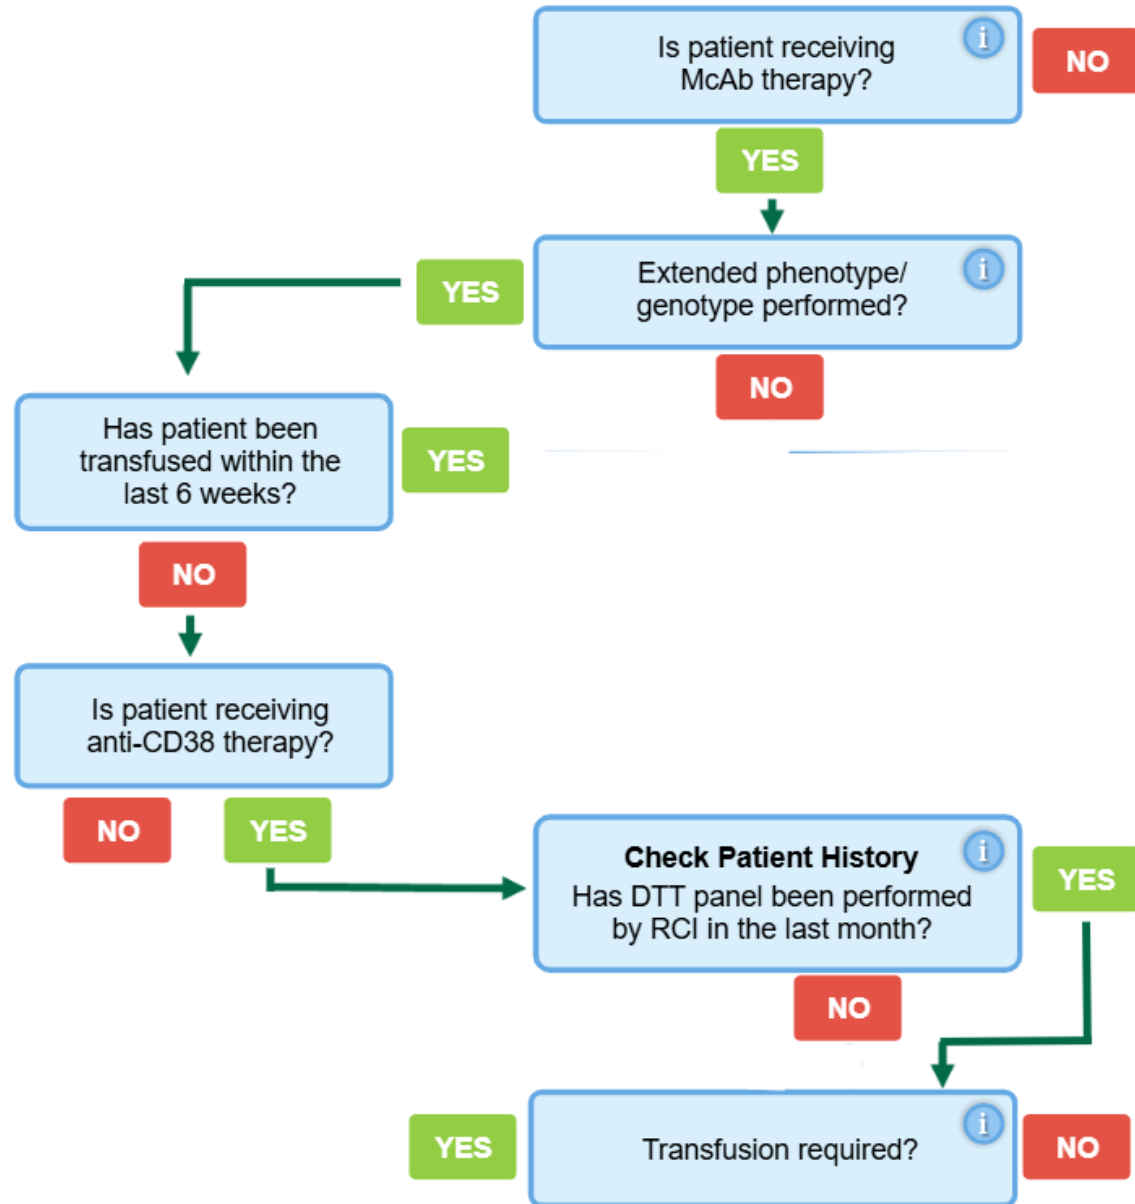 Is patient receiving
McAb therapy?
i
NO
YES
Extended phenotype/
genotype performed?
i
YES
NO
Has patient been
transfused within the
last 6 weeks?
YES
NO
Is patient receiving
anti-CD38 therapy?
NO
YES
Check Patient History
Has DTT panel been performed
by RCI in the last month?
i
YES
NO
Transfusion required?
i
YES
NO